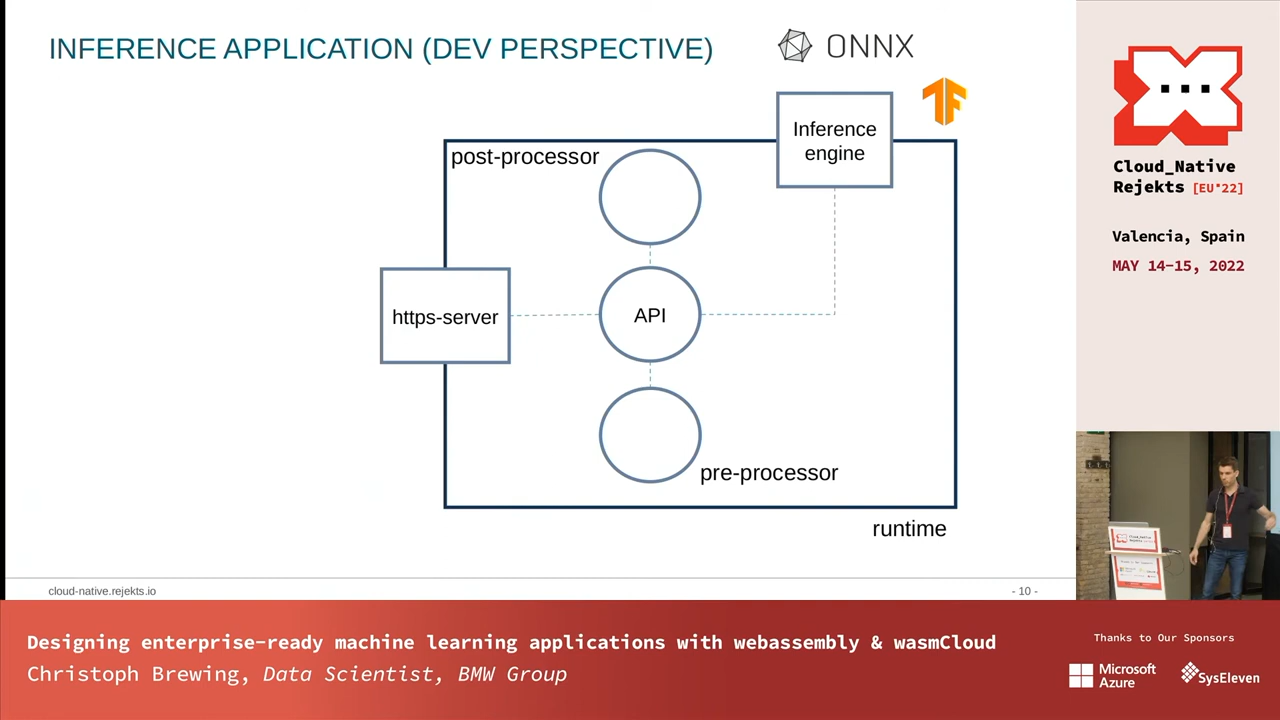 INFERENCE APPLICATION (DEV PERSPECTIVE)
ONNX
Inference
engine
post-processor
https-server
API
pre-processor
runtime
cloud-native.rejekts.io
- 10 -
Cloud_Native
Rejekts [EU'22]
Valencia, Spain
MAY 14-15, 2022
Designing enterprise-ready machine learning applications with webassembly & wasmCloud
Christoph Brewing, Data Scientist, BMW Group
Thanks to Our Sponsors
Microsoft
Azure
SysEleven